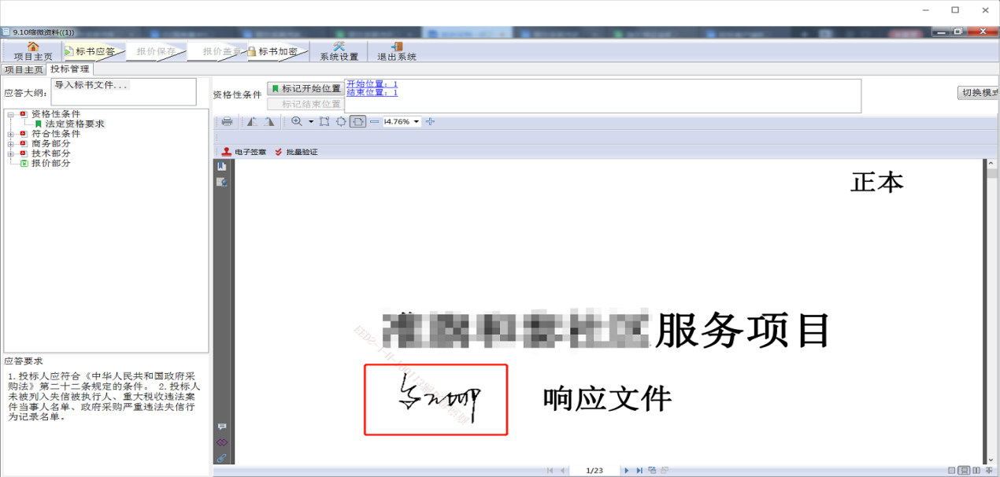 9.10缩微资料((1))
项目主页 标书应答 报价保存 报价盖章 标书加密 系统设置 退出系统
项目主页 投标管理
应答大纲: 导入标书文件...
资格性条件
法定资格要求
符合性条件
商务部分
技术部分
报价部分
资格性条件 标记开始位置 标记结束位置
开始位置: 1
结束位置: 1
切换模式
44.76%
电子签章 批量验证
正本
服务项目
响应文件
应答要求
1.投标人应符合《中华人民共和国政府采
购法》第二十二条规定的条件。 2.投标人
未被列入失信被执行人、重大税收违法案
件当事人名单、政府采购严重违法失信行
为记录名单。
1/23